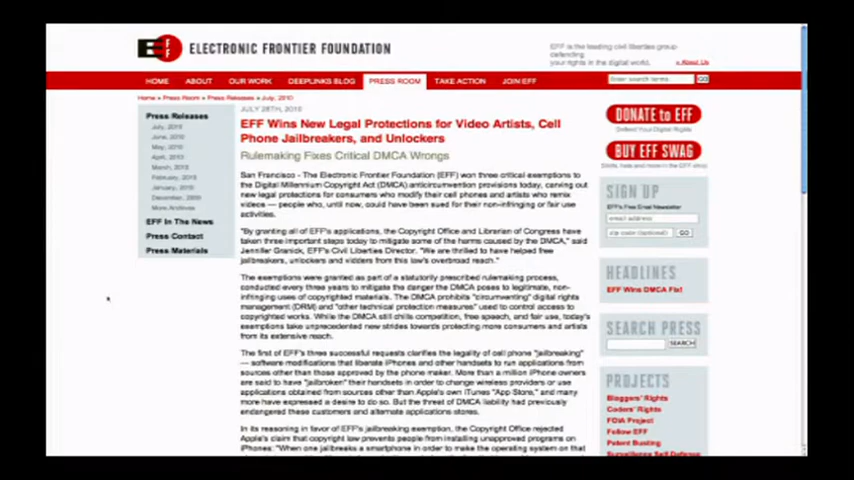 EFF ELECTRONIC FRONTIER FOUNDATION
EFF is the leading civil liberties group
defending
your rights in the digital world.
» About Us
HOME ABOUT OUR WORK DEEPLINKS BLOG PRESS ROOM TAKE ACTION JOIN EFF
Enter search terms GO
Home » Press Room » Press Releases » July, 2010
Press Releases
July, 2010
June, 2010
May, 2010
April, 2010
March, 2010
February, 2010
January, 2010
December, 2009
More Archives
EFF In The News
Press Contact
Press Materials
JULY 26TH, 2010
EFF Wins New Legal Protections for Video Artists, Cell
Phone Jailbreakers, and Unlockers
Rulemaking Fixes Critical DMCA Wrongs
San Francisco - The Electronic Frontier Foundation (EFF) won three critical exemptions to
the Digital Millennium Copyright Act (DMCA) anticircumvention provisions today, carving out
new legal protections for consumers who modify their cell phones and artists who remix
videos — people who, until now, could have been sued for their non-infringing or fair use
activities.
"By granting all of EFF's applications, the Copyright Office and Librarian of Congress have
taken three important steps today to mitigate some of the harms caused by the DMCA," said
Jennifer Granick, EFF's Civil Liberties Director. "We are thrilled to have helped free
jailbreakers, unlockers and vidders from this law's overbroad reach."
The exemptions were granted as part of a statutorily prescribed rulemaking process,
conducted every three years to mitigate the danger the DMCA poses to legitimate, non-
infringing uses of copyrighted materials. The DMCA prohibits "circumventing" digital rights
management (DRM) and "other technical protection measures" used to control access to
copyrighted works. While the DMCA still chills competition, free speech, and fair use, today's
exemptions take unprecedented new strides towards protecting more consumers and artists
from its extensive reach.
The first of EFF's three successful requests clarifies the legality of cell phone "jailbreaking"
— software modifications that liberate iPhones and other handsets to run applications from
sources other than those approved by the phone maker. More than a million iPhone owners
are said to have "jailbroken" their handsets in order to change wireless providers or use
applications obtained from sources other than Apple's own iTunes "App Store," and many
more have expressed a desire to do so. But the threat of DMCA liability had previously
endangered these customers and alternate applications stores.
In its reasoning in favor of EFF's jailbreaking exemption, the Copyright Office rejected
Apple's claim that copyright law prevents people from installing unapproved programs on
iPhones: "When one jailbreaks a smartphone in order to make the operating system on that
DONATE to EFF
Defend Your Digital Rights
BUY EFF SWAG
Shirts, hats and more in the EFF shop
SIGN UP
EFF's Free Email Newsletter
email address
zip code (optional) GO
HEADLINES
EFF Wins DMCA Fix!
SEARCH PRESS
SEARCH
PROJECTS
Bloggers' Rights
Coders' Rights
FOIA Project
Follow EFF
Patent Busting
Surveillance Self-Defense